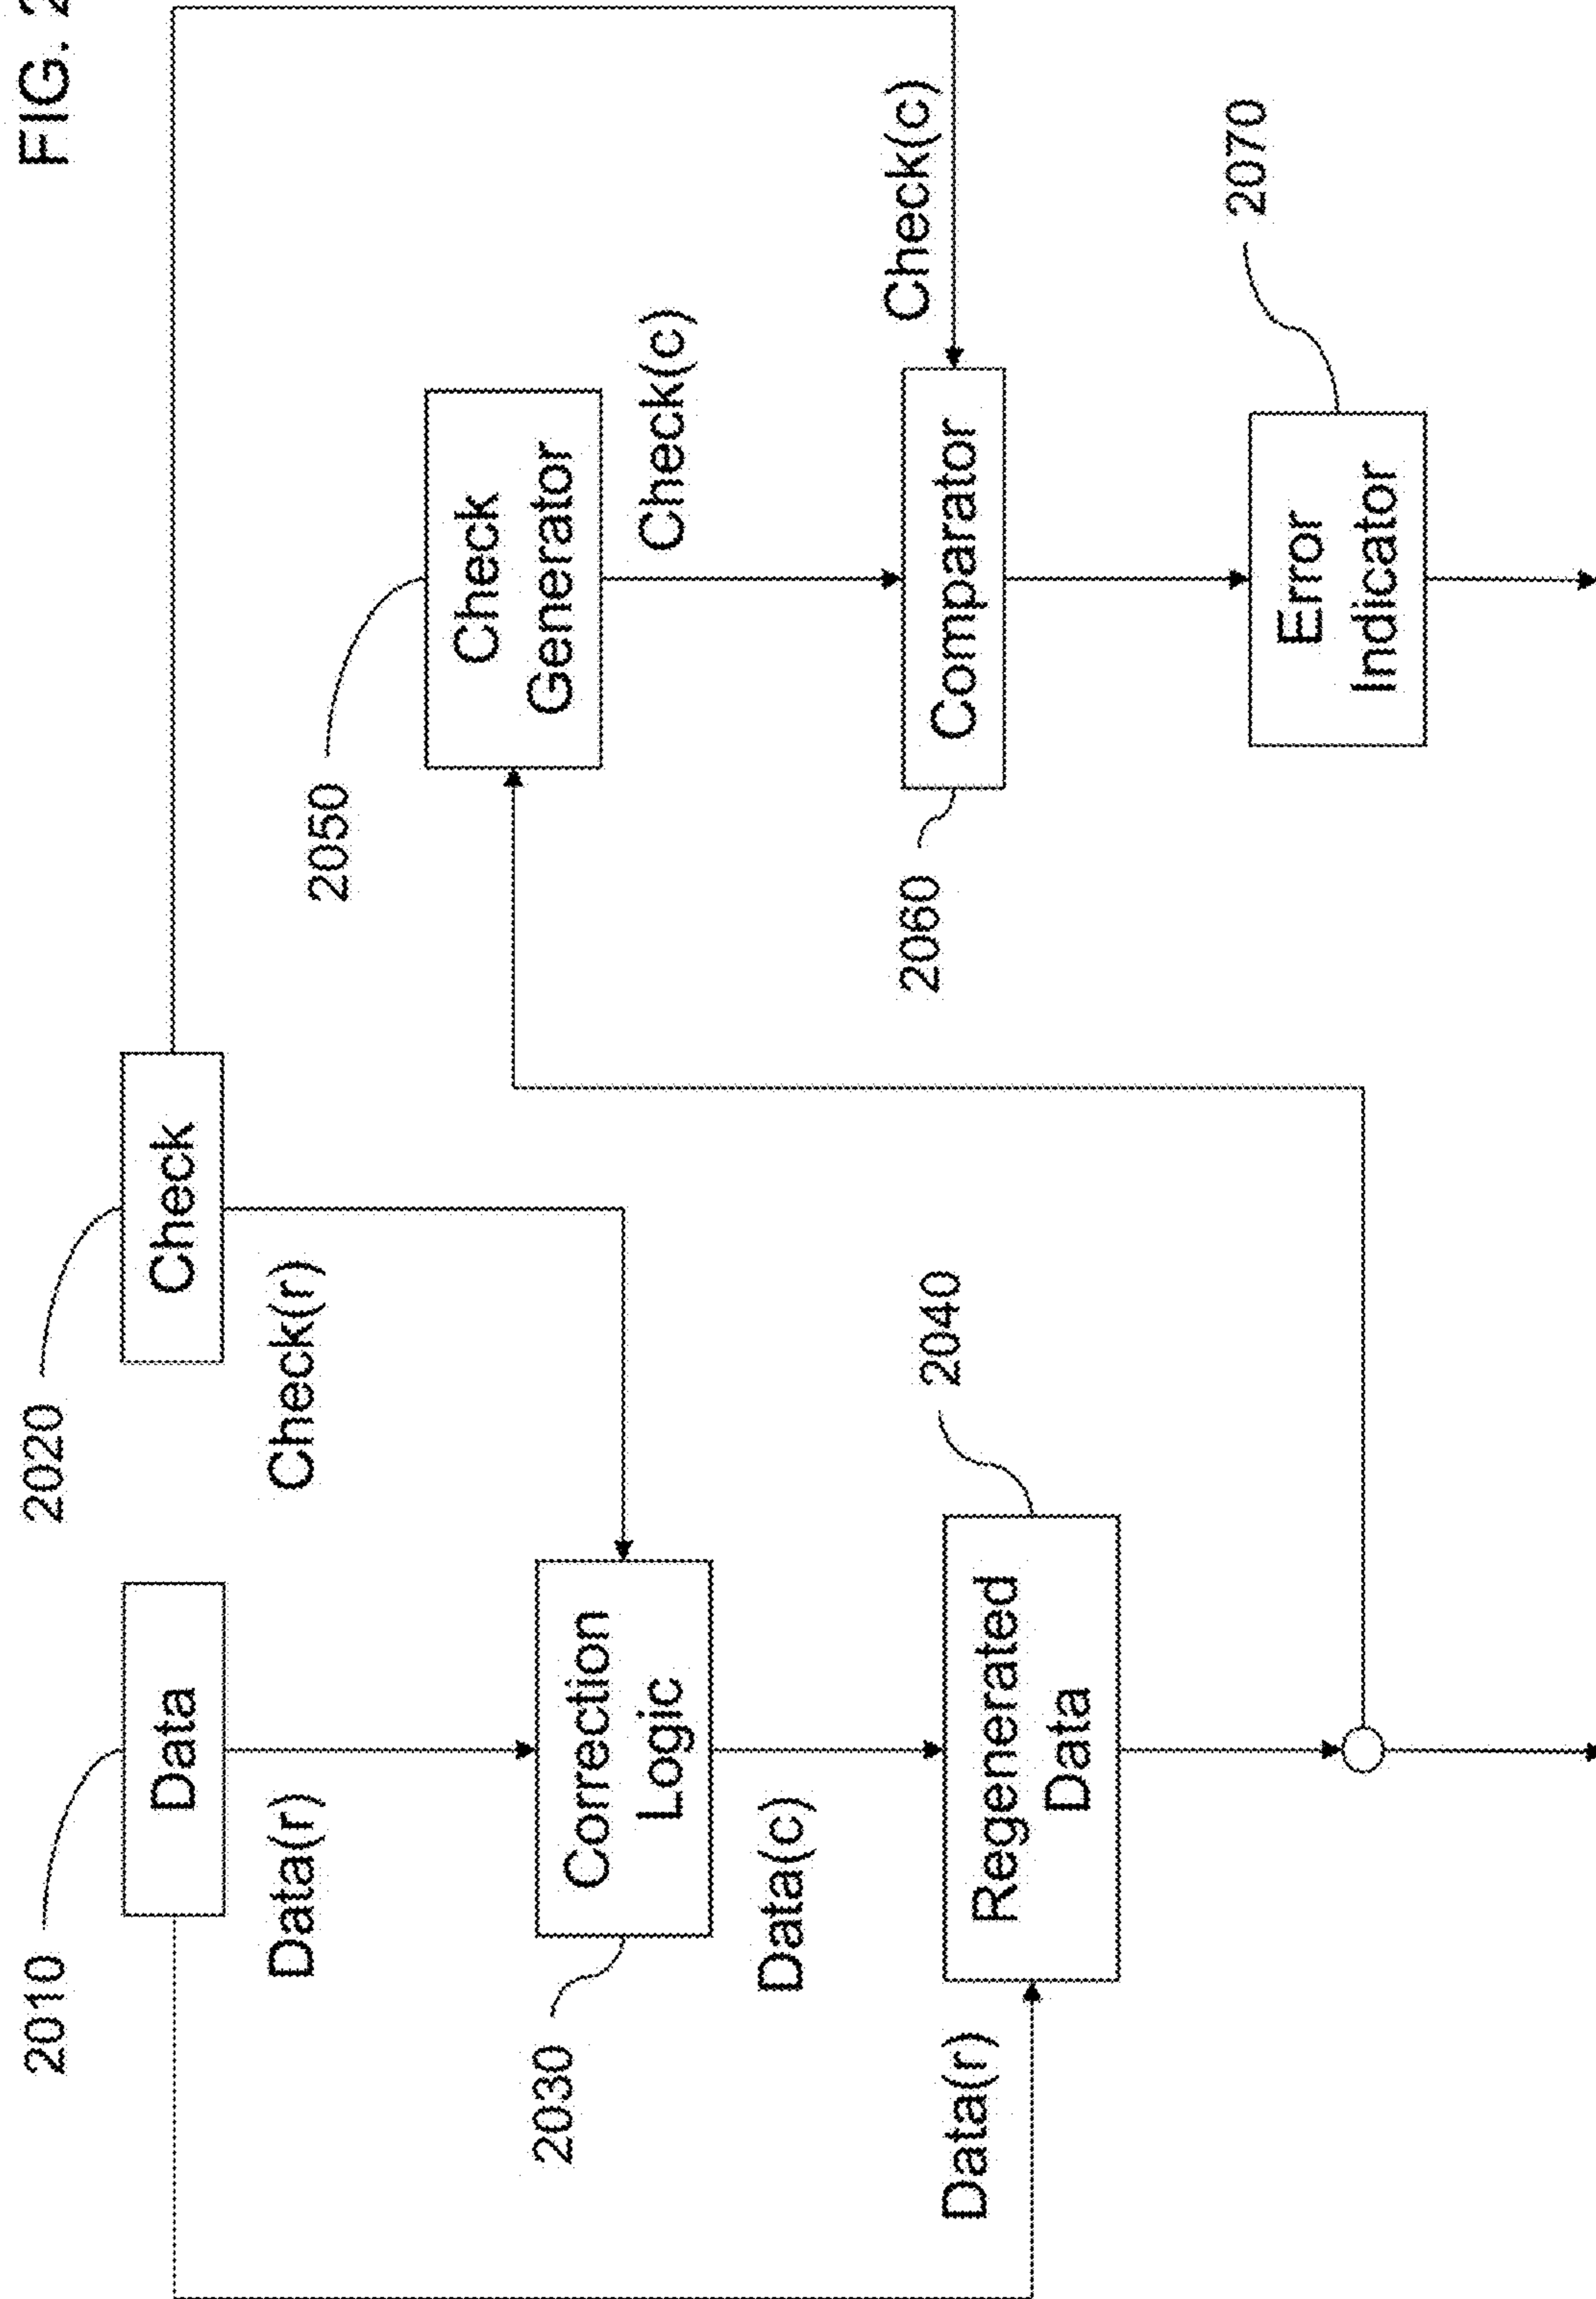 FIG. 2
2010
2020
Data
Check
Data(r)
Check(r)
2050
Check
Generator
2030
Correction
Logic
Check(c)
Data(c)
Check(c)
2060
2040
Comparator
Data(r)
Regenerated
Data
2070
Error
Indicator